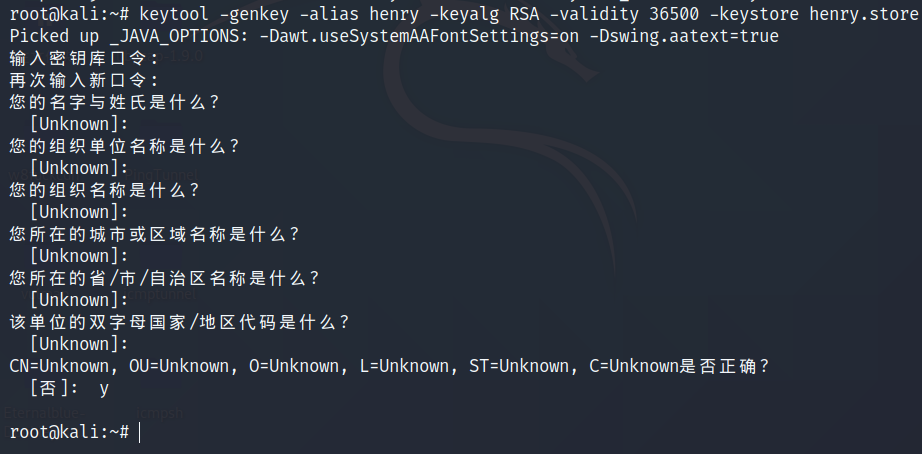 root@kali:~# keytool -genkey -alias henry -keyalg RSA -validity 36500 -keystore henry.store
Picked up _JAVA_OPTIONS: -Dawt.useSystemAAFontSettings=on -Dswing.aatext=true
输入密钥库口令:
再次输入新口令:
您的名字与姓氏是什么?
[Unknown]:
您的组织单位名称是什么?
[Unknown]:
您的组织名称是什么?
[Unknown]:
您所在的城市或区域名称是什么?
[Unknown]:
您所在的省/市/自治区名称是什么?
[Unknown]:
该单位的双字母国家/地区代码是什么?
[Unknown]:
CN=Unknown, OU=Unknown, O=Unknown, L=Unknown, ST=Unknown, C=Unknown是否正确?
[否]: y
root@kali:~#